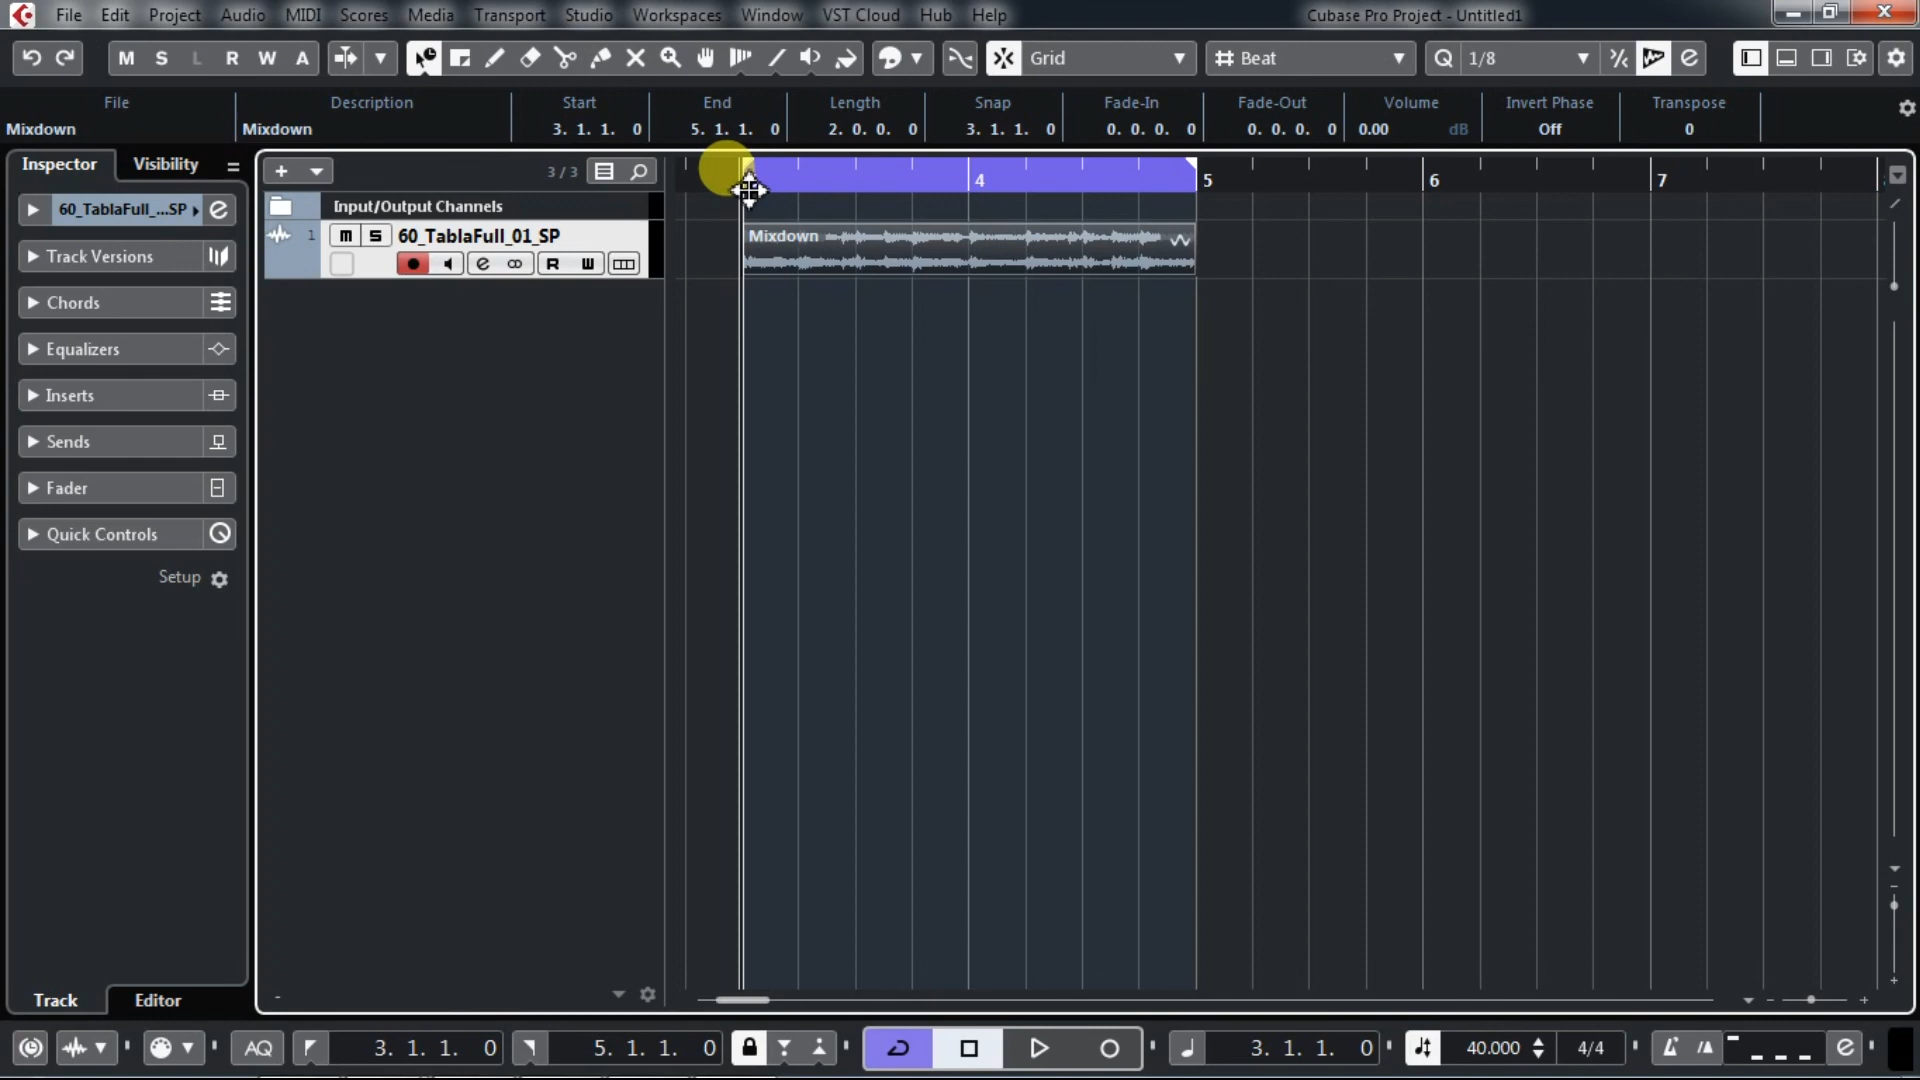 File Edit Project Audio MIDI Scores Media Transport Studio Workspaces Window VST Cloud Hub Help Cubase Pro Project - Untitled1
M S L R W A Grid Beat Q 1/8
File Description Start End Length Snap Fade-In Fade-Out Volume Invert Phase Transpose
Mixdown Mixdown 3. 1. 1. 0 5. 1. 1. 0 2. 0. 0. 0 3. 1. 1. 0 0. 0. 0. 0 0. 0. 0. 0 0.00 dB Off 0
Inspector Visibility
3 / 3
4 5 6 7
60_TablaFull_...SP
Input/Output Channels
1 m S 60_TablaFull_01_SP
R W
Mixdown
Track Versions
Chords
Equalizers
Inserts
Sends
Fader
Quick Controls
Setup
Track Editor
AQ 3. 1. 1. 0 5. 1. 1. 0 3. 1. 1. 0 40.000 4/4